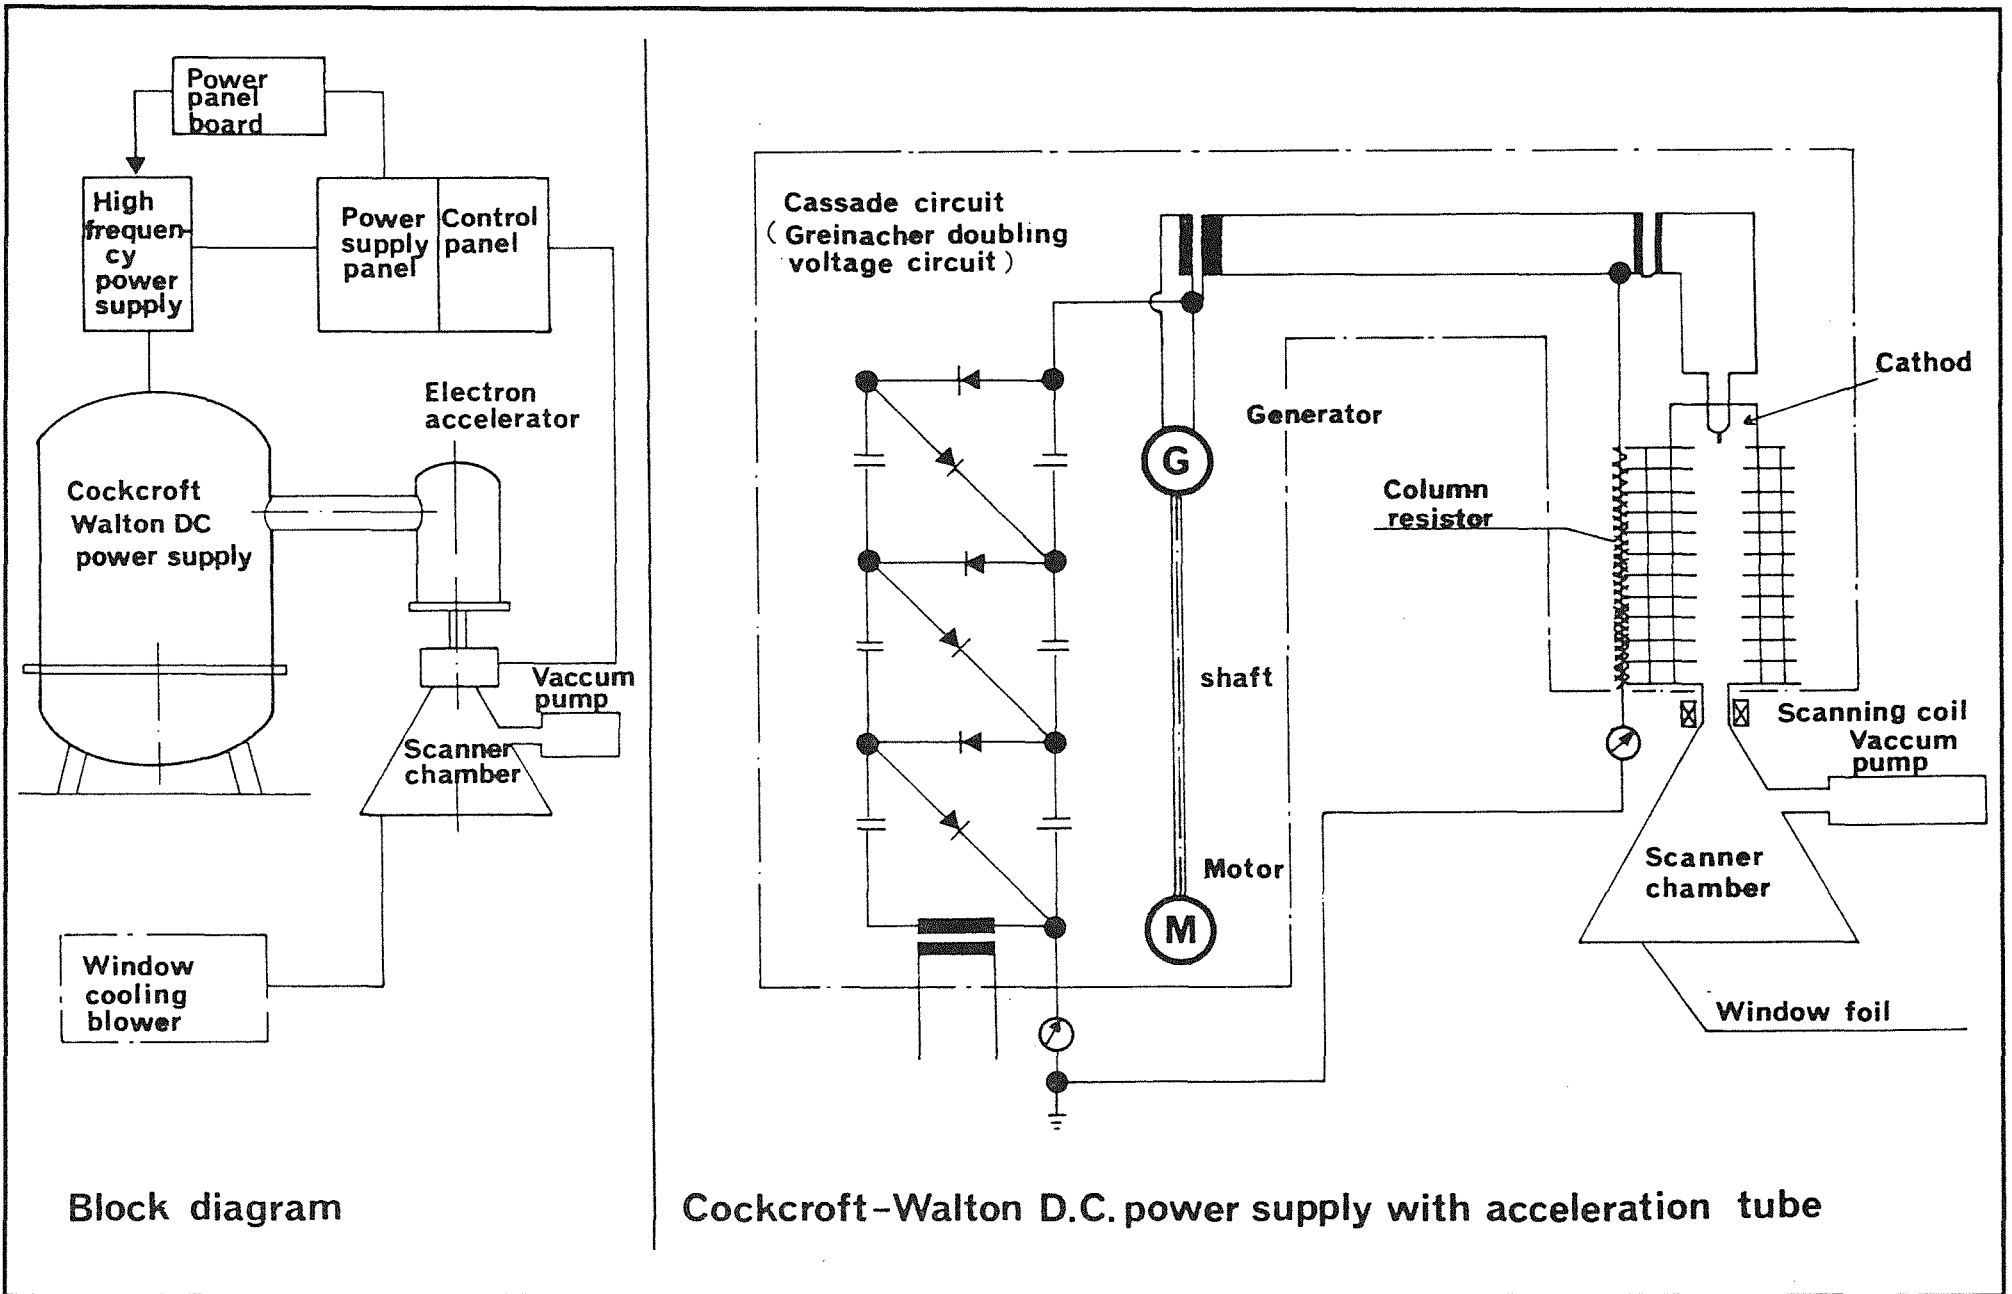 Power
panel
board
High
frequen-
cy
power
supply
Power
supply
panel
Control
panel
Electron
accelerator
Cockcroft
Walton DC
power supply
Vaccum
pump
Scanner
chamber
Window
cooling
blower
Block diagram
Cassade circuit
(Greinacher doubling
voltage circuit)
Generator
G
Cathod
Column
resistor
shaft
Motor
M
Scanning coil
Vaccum
pump
Scanner
chamber
Window foil
Cockcroft-Walton D.C. power supply with acceleration tube